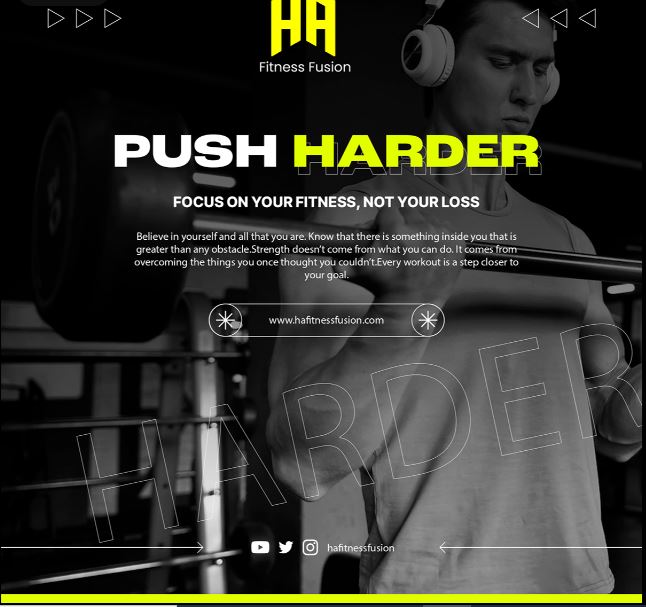 HA
Fitness Fusion
PUSH HARDER
FOCUS ON YOUR FITNESS, NOT YOUR LOSS
Believe in yourself and all that you are. Know that there is something inside you that is
greater than any obstacle.Strength doesn't come from what you can do. It comes from
overcoming the things you once thought you couldn't.Every workout is a step closer to
your goal.
www.hafitnessfusion.com
HARDER
hafitnessfusion